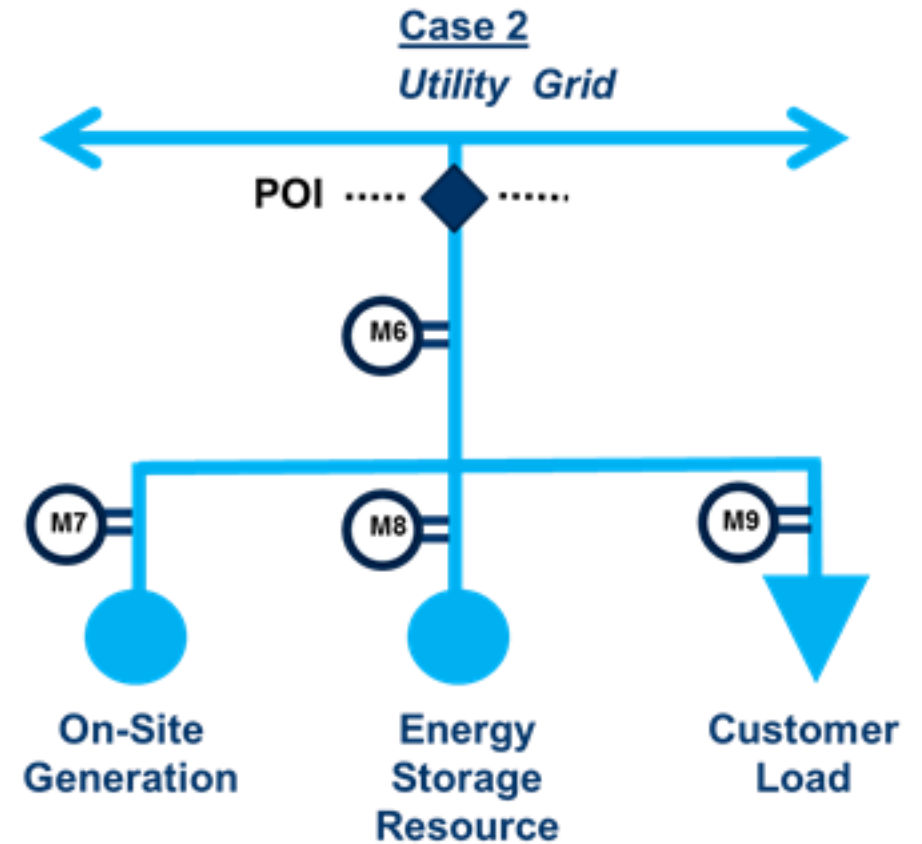 Case 2
Utility Grid
POI
M6
M7
M8
M9
On-Site
Generation
Energy
Storage
Resource
Customer
Load